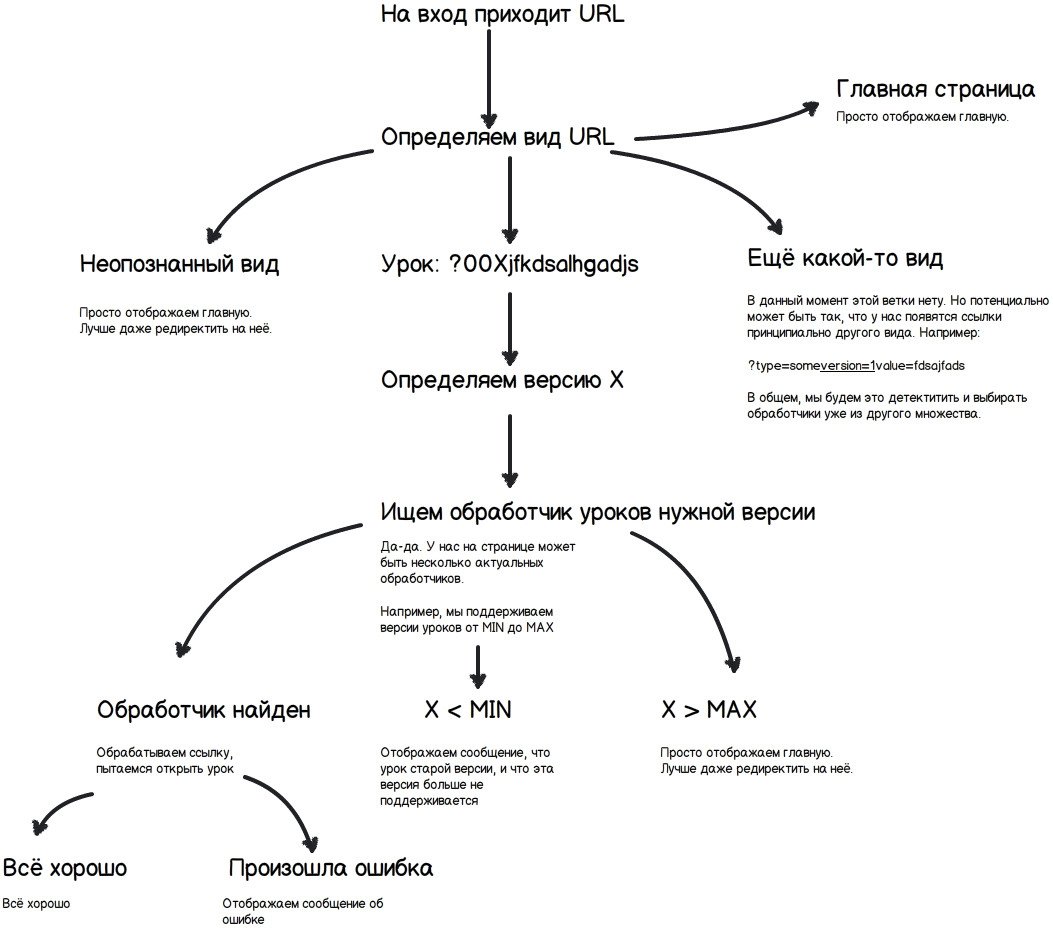 На вход приходит URL
Главная страница
Просто отображаем главную.
Определяем вид URL
Неопознанный вид
Просто отображаем главную.
Лучше даже редиректить на неё.
Урок: ?00Xjfkdsalhgadjs
Ещё какой-то вид
В данный момент этой ветки нету. Но потенциально
может быть так, что у нас появятся ссылки
принципиально другого вида. Например:
?type=someversion=1value=fdsajfads
В общем, мы будем это детектитить и выбирать
обработчики уже из другого множества.
Определяем версию X
Ищем обработчик уроков нужной версии
Да-да. У нас на странице может
быть несколько актуальных
обработчиков.
Например, мы поддерживаем
версии уроков от MIN до MAX
Обработчик найден
Обрабатываем ссылку,
пытаемся открыть урок
X < MIN
Отображаем сообщение, что
урок старой версии, и что эта
версия больше не
поддерживается
X > MAX
Просто отображаем главную.
Лучше даже редиректить на неё.
Всё хорошо
Всё хорошо
Произошла ошибка
Отображаем сообщение об
ошибке